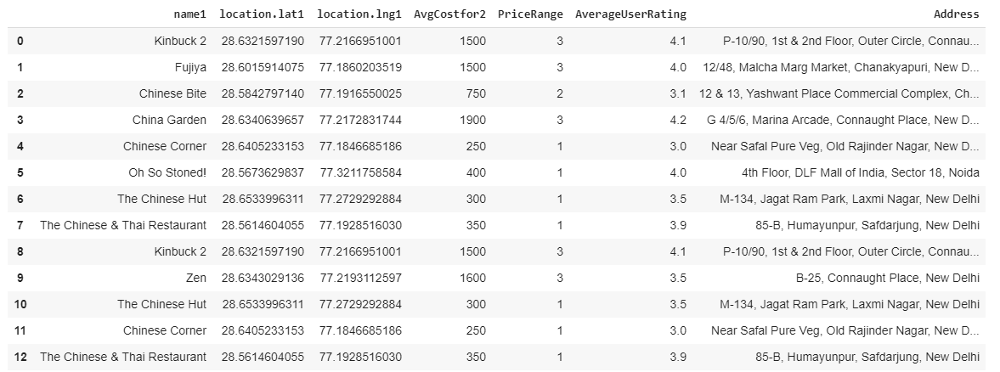 name1 location.lat1 location.lng1 AvgCostfor2 PriceRange AverageUserRating Address
0 Kinbuck 2 28.6321597190 77.2166951001 1500 3 4.1 P-10/90, 1st & 2nd Floor, Outer Circle, Connau...
1 Fujiya 28.6015914075 77.1860203519 1500 3 4.0 12/48, Malcha Marg Market, Chanakyapuri, New D...
2 Chinese Bite 28.5842797140 77.1916550025 750 2 3.1 12 & 13, Yashwant Place Commercial Complex, Ch...
3 China Garden 28.6340639657 77.2172831744 1900 3 4.2 G 4/5/6, Marina Arcade, Connaught Place, New D...
4 Chinese Corner 28.6405233153 77.1846685186 250 1 3.0 Near Safal Pure Veg, Old Rajinder Nagar, New D...
5 Oh So Stoned! 28.5673629837 77.3211758584 400 1 4.0 4th Floor, DLF Mall of India, Sector 18, Noida
6 The Chinese Hut 28.6533996311 77.2729292884 300 1 3.5 M-134, Jagat Ram Park, Laxmi Nagar, New Delhi
7 The Chinese & Thai Restaurant 28.5614604055 77.1928516030 350 1 3.9 85-B, Humayunpur, Safdarjung, New Delhi
8 Kinbuck 2 28.6321597190 77.2166951001 1500 3 4.1 P-10/90, 1st & 2nd Floor, Outer Circle, Connau...
9 Zen 28.6343029136 77.2193112597 1600 3 3.5 B-25, Connaught Place, New Delhi
10 The Chinese Hut 28.6533996311 77.2729292884 300 1 3.5 M-134, Jagat Ram Park, Laxmi Nagar, New Delhi
11 Chinese Corner 28.6405233153 77.1846685186 250 1 3.0 Near Safal Pure Veg, Old Rajinder Nagar, New D...
12 The Chinese & Thai Restaurant 28.5614604055 77.1928516030 350 1 3.9 85-B, Humayunpur, Safdarjung, New Delhi